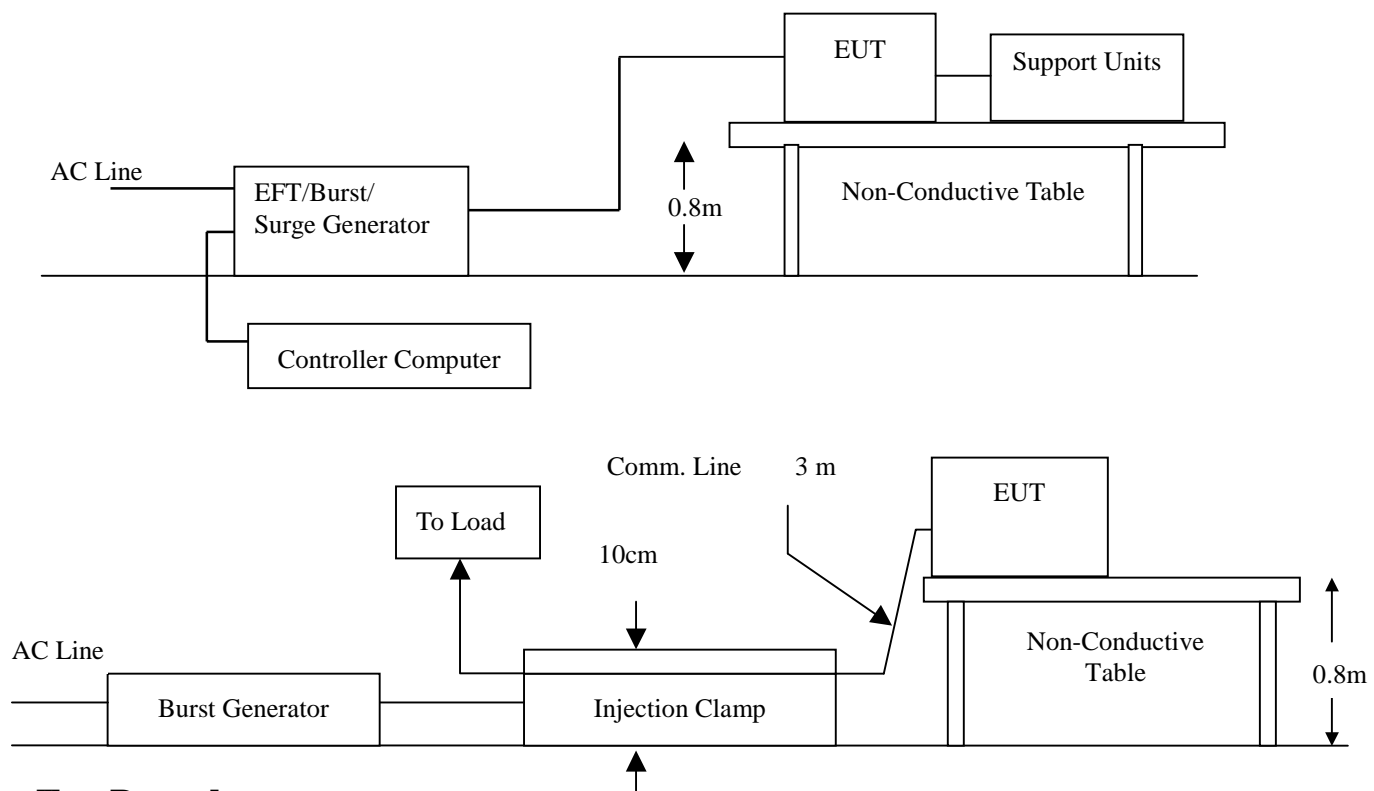 EUT
Support Units
AC Line
EFT/Burst/
Surge Generator
0.8m
Non-Conductive Table
Controller Computer
Comm. Line 3 m
EUT
To Load
10cm
AC Line
Non-Conductive
Table
0.8m
Burst Generator
Injection Clamp